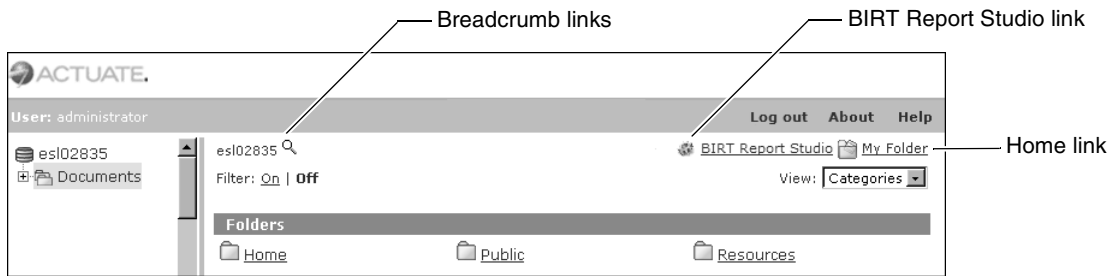 Breadcrumb links
BIRT Report Studio link
ACTUATE.
User: administrator
Log out About Help
esl02835
Documents
esl02835
BIRT Report Studio My Folder
Home link
Filter: On | Off
View: Categories
Folders
Home Public Resources